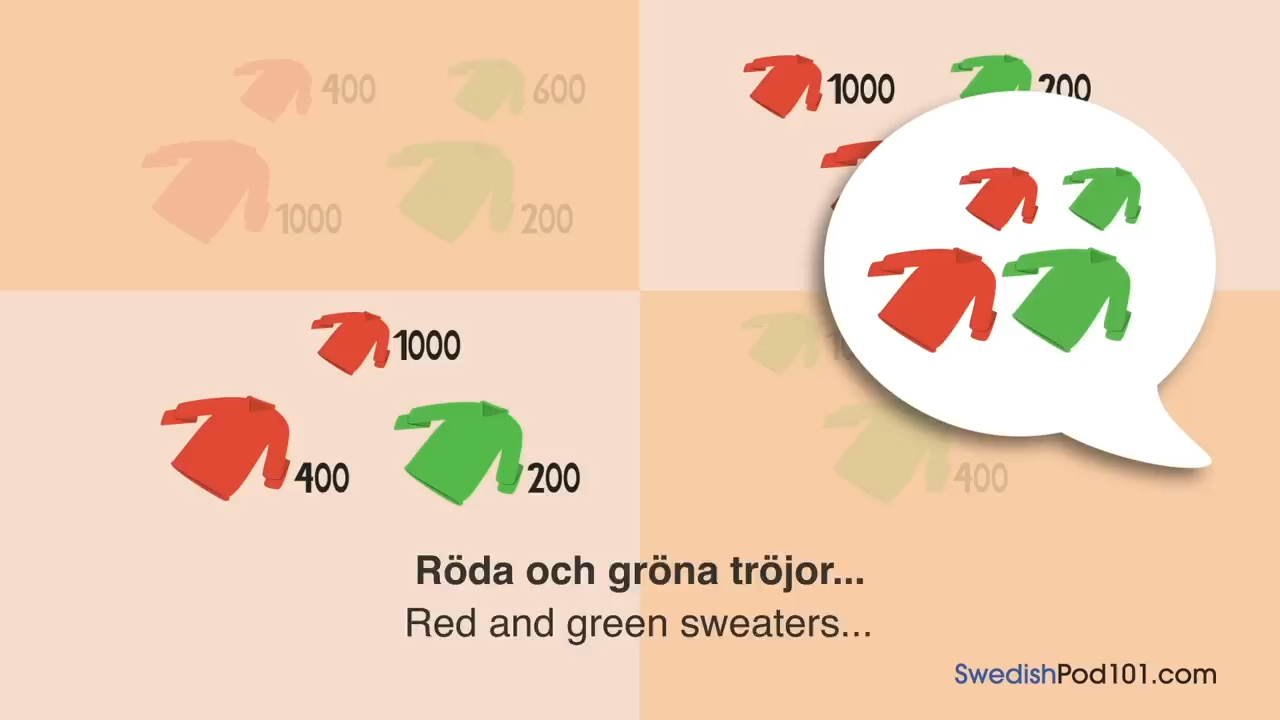 400 600
1000 200
1000 200
1000
400 200
400
Röda och gröna tröjor...
Red and green sweaters...
SwedishPod101.com